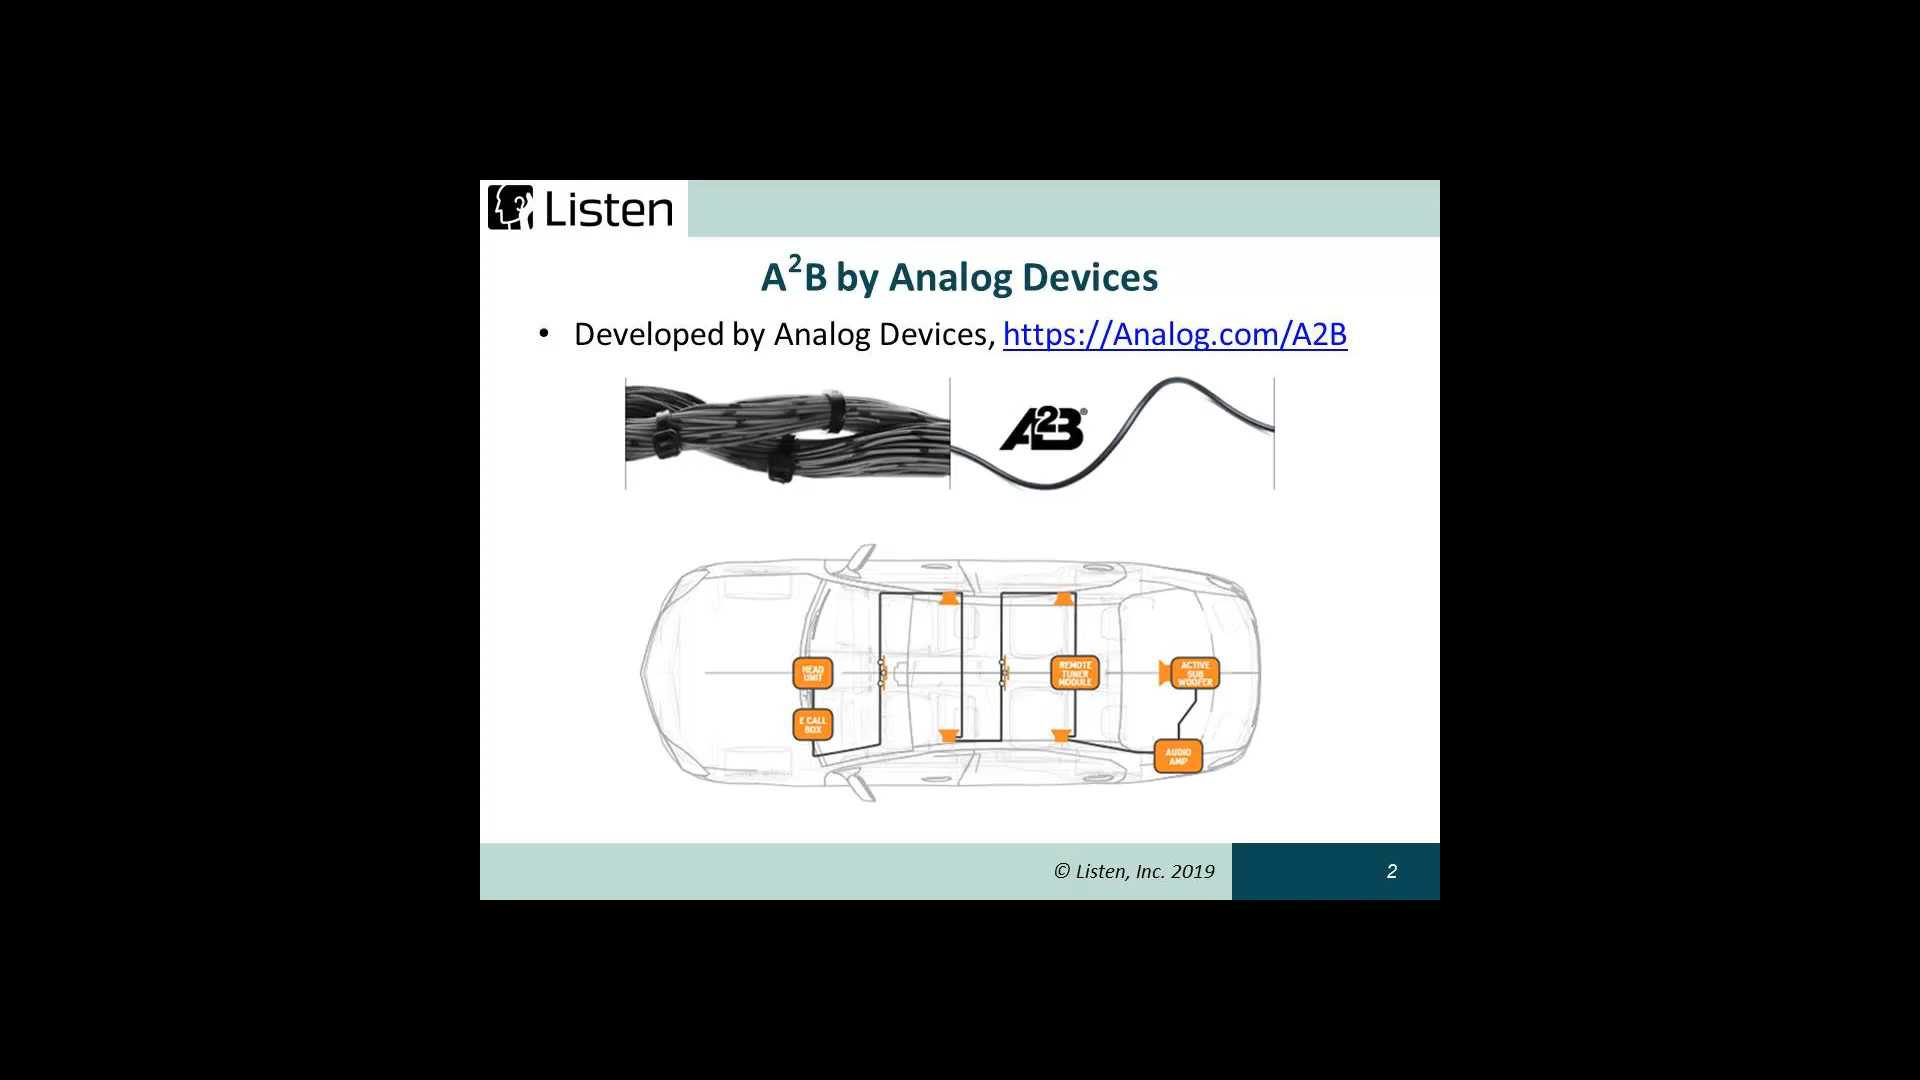 Listen
A²B by Analog Devices
• Developed by Analog Devices, https://Analog.com/A2B
A2B®
HEAD
UNIT
E CALL
BOX
REMOTE
TUNER
MODULE
ACTIVE
SUB
WOOFER
AUDIO
AMP
© Listen, Inc. 2019
2